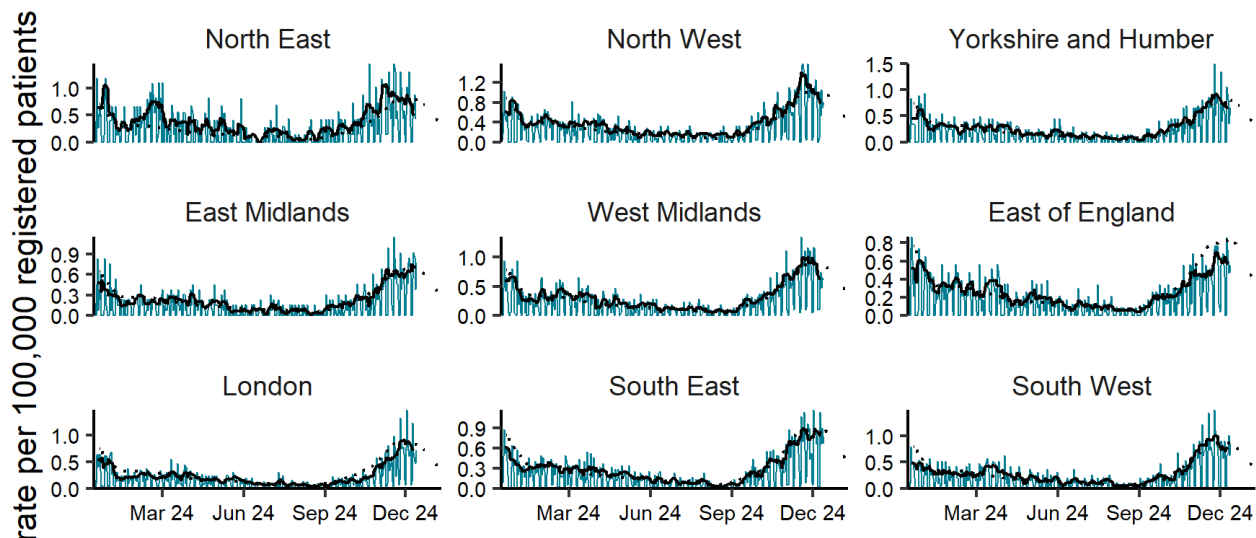 rate per 100,000 registered patients
North East
North West
Yorkshire and Humber
1.0
0.5
0.0
1.2
0.8
0.4
0.0
1.5
1.0
0.5
0.0
East Midlands
West Midlands
East of England
0.9
0.6
0.3
0.0
1.0
0.5
0.0
0.8
0.6
0.4
0.2
0.0
London
South East
South West
1.0
0.5
0.0
0.9
0.6
0.3
0.0
1.0
0.5
0.0
Mar 24 Jun 24 Sep 24 Dec 24
Mar 24 Jun 24 Sep 24 Dec 24
Mar 24 Jun 24 Sep 24 Dec 24